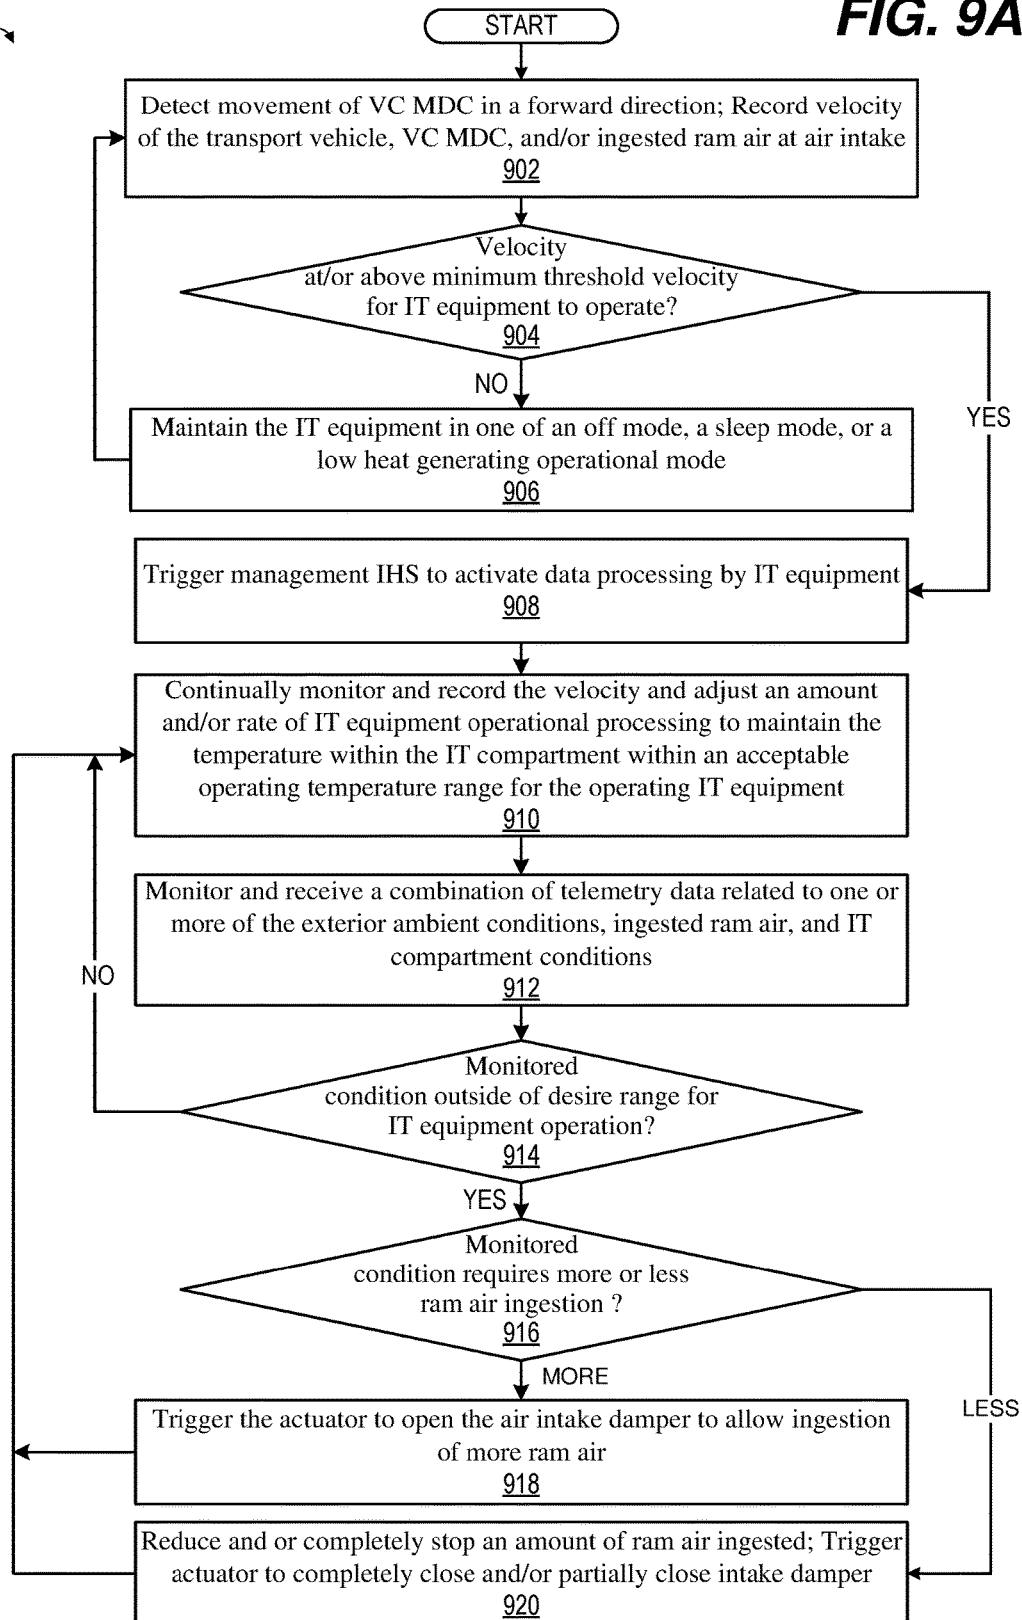 FIG. 9A
START
Detect movement of VC MDC in a forward direction; Record velocity
of the transport vehicle, VC MDC, and/or ingested ram air at air intake
902
Velocity
at/or above minimum threshold velocity
for IT equipment to operate?
904
NO
YES
Maintain the IT equipment in one of an off mode, a sleep mode, or a
low heat generating operational mode
906
Trigger management IHS to activate data processing by IT equipment
908
Continually monitor and record the velocity and adjust an amount
and/or rate of IT equipment operational processing to maintain the
temperature within the IT compartment within an acceptable
operating temperature range for the operating IT equipment
910
Monitor and receive a combination of telemetry data related to one or
more of the exterior ambient conditions, ingested ram air, and IT
compartment conditions
912
NO
Monitored
condition outside of desire range for
IT equipment operation?
914
YES
Monitored
condition requires more or less
ram air ingestion ?
916
MORE
LESS
Trigger the actuator to open the air intake damper to allow ingestion
of more ram air
918
Reduce and or completely stop an amount of ram air ingested; Trigger
actuator to completely close and/or partially close intake damper
920